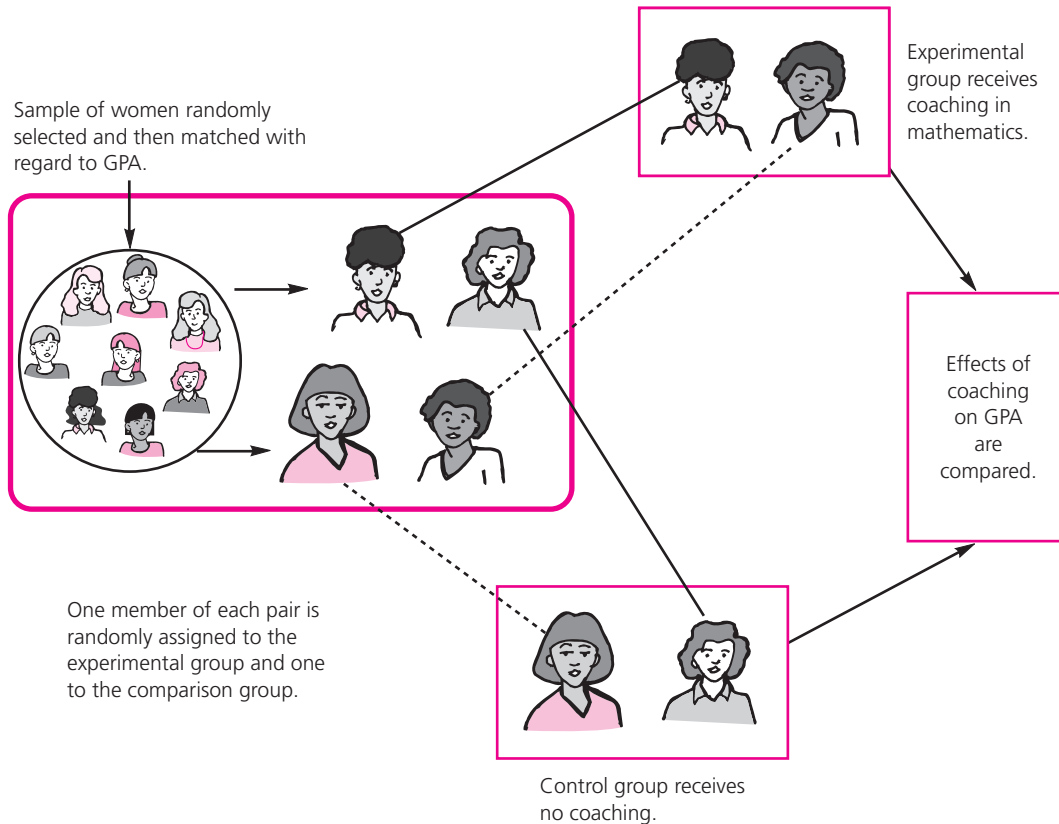 Sample of women randomly
selected and then matched with
regard to GPA.
Experimental
group receives
coaching in
mathematics.
Effects of
coaching
on GPA
are
compared.
One member of each pair is
randomly assigned to the
experimental group and one
to the comparison group.
Control group receives
no coaching.